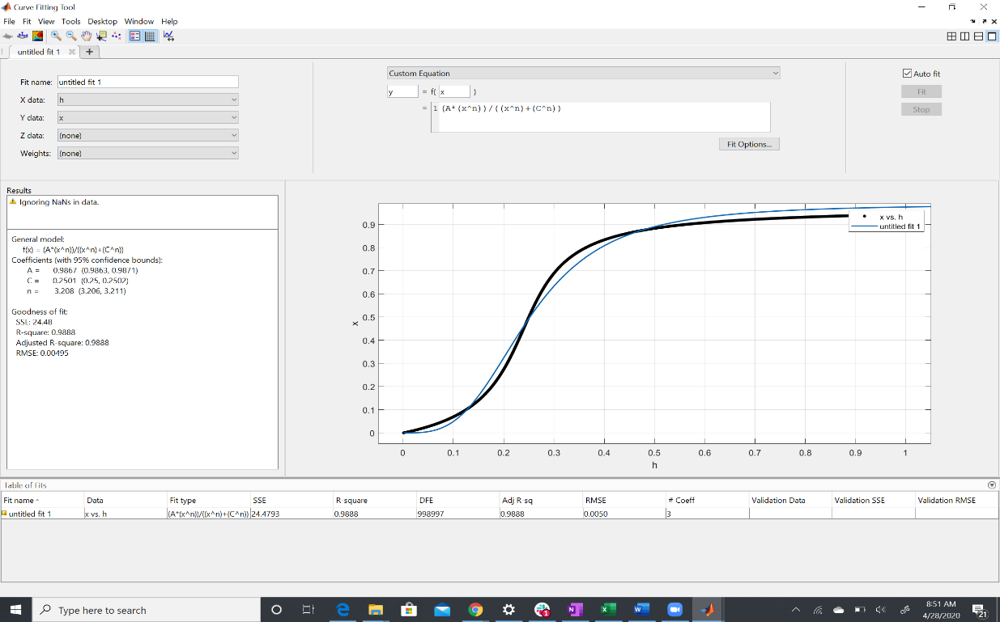 Curve Fitting Tool
File Fit View Tools Desktop Window Help
untitled fit 1
Fit name: untitled fit 1
X data: h
Y data: x
Z data: (none)
Weights: (none)
Custom Equation
y = f( x )
= 1 (A*(x^n))/((x^n)+(C^n))
Fit Options...
Auto fit
Fit
Stop
Results
Ignoring NaNs in data.
General model:
f(x) = (A*(x^n))/((x^n)+(C^n))
Coefficients (with 95% confidence bounds):
A = 0.9867 (0.9863, 0.9871)
C = 0.2501 (0.25, 0.2502)
n = 3.208 (3.206, 3.211)
Goodness of fit:
SSE: 24.48
R-square: 0.9888
Adjusted R-square: 0.9888
RMSE: 0.00495
x vs. h
untitled fit 1
0.9
0.8
0.7
0.6
0.5
0.4
0.3
0.2
0.1
0
x
0 0.1 0.2 0.3 0.4 0.5 0.6 0.7 0.8 0.9 1
h
Table of Fits
Fit name Data Fit type SSE R-square DFE Adj R-sq RMSE # Coeff Validation Data Validation SSE Validation RMSE
untitled fit 1 x vs. h (A*(x^n))/((x^n)+(C^n)) 24.4793 0.9888 998997 0.9888 0.0050 3
Type here to search
8:51 AM
4/28/2020
21